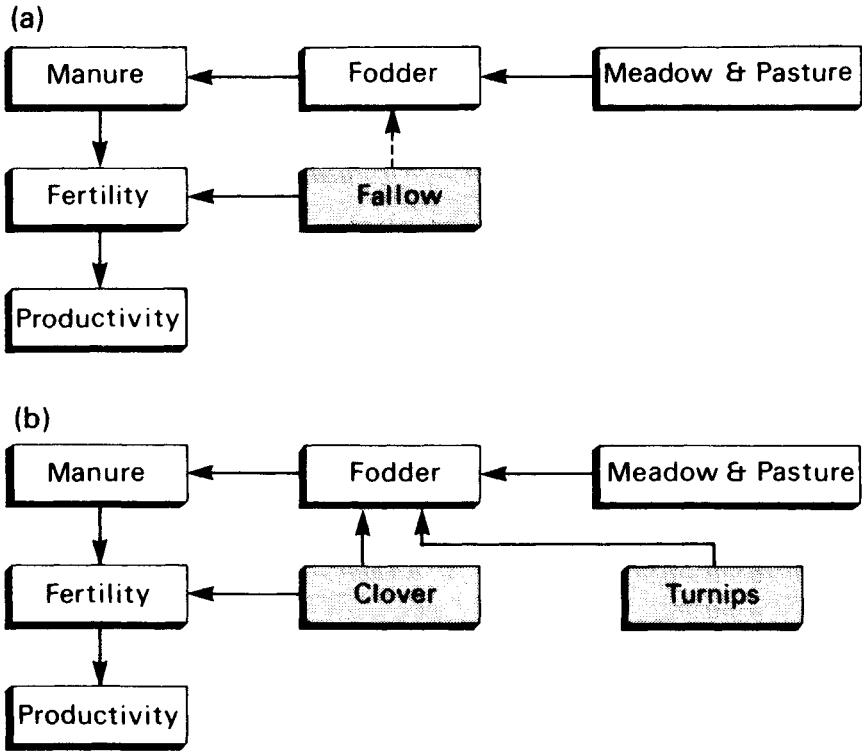 (a)
Manure
Fodder
Meadow & Pasture
Fertility
Fallow
Productivity
(b)
Manure
Fodder
Meadow & Pasture
Fertility
Clover
Turnips
Productivity